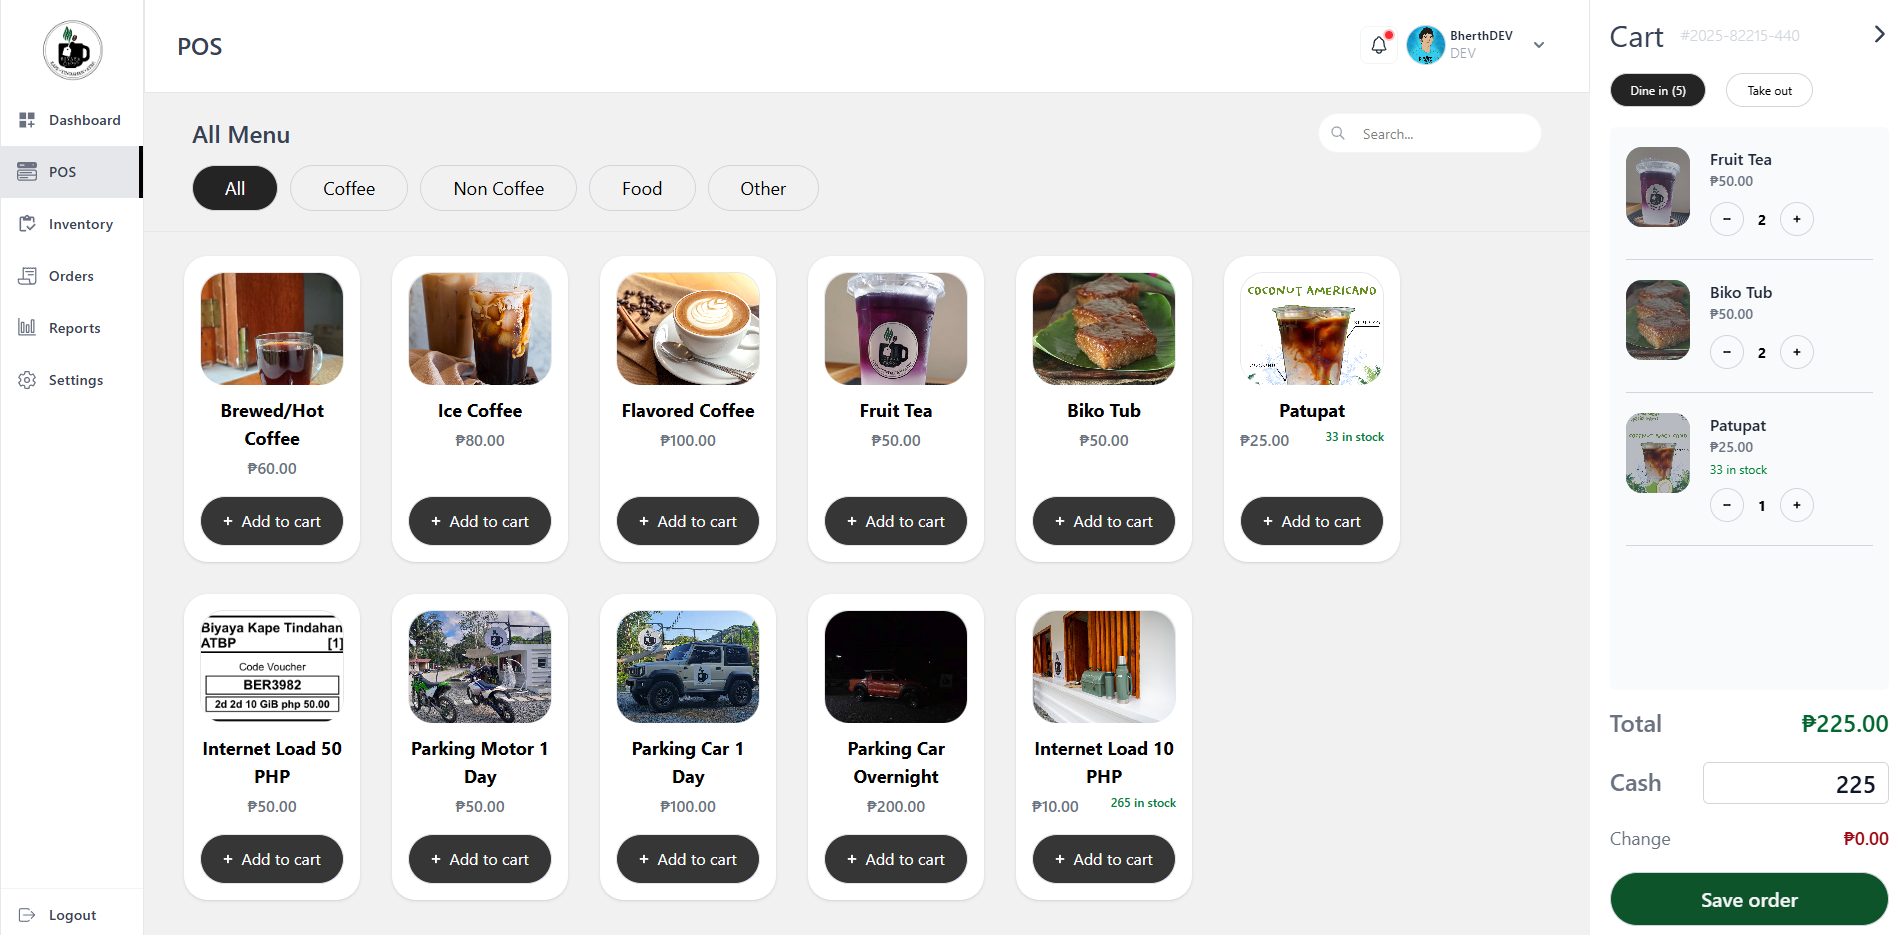 POS
BherthDEV
DEV
Cart #2025-82215-440
Dine in (5)
Take out
Dashboard
POS
Inventory
Orders
Reports
Settings
Logout
All Menu
Search...
All
Coffee
Non Coffee
Food
Other
Brewed/Hot
Coffee
₱60.00
+ Add to cart
Ice Coffee
₱80.00
+ Add to cart
Flavored Coffee
₱100.00
+ Add to cart
Fruit Tea
₱50.00
+ Add to cart
Biko Tub
₱50.00
+ Add to cart
COCONUT AMERICANO
Patupat
₱25.00
33 in stock
+ Add to cart
Biyaya Kape Tindahan
ATBP [1]
Code Voucher
BER3982
2d 2d 10 GiB php 50.00
Internet Load 50
PHP
₱50.00
+ Add to cart
Parking Motor 1
Day
₱50.00
+ Add to cart
Parking Car 1
Day
₱100.00
+ Add to cart
Parking Car
Overnight
₱200.00
+ Add to cart
Internet Load 10
PHP
₱10.00
265 in stock
+ Add to cart
Fruit Tea
₱50.00
− 2 +
Biko Tub
₱50.00
− 2 +
Patupat
₱25.00
33 in stock
− 1 +
Total ₱225.00
Cash 225
Change ₱0.00
Save order